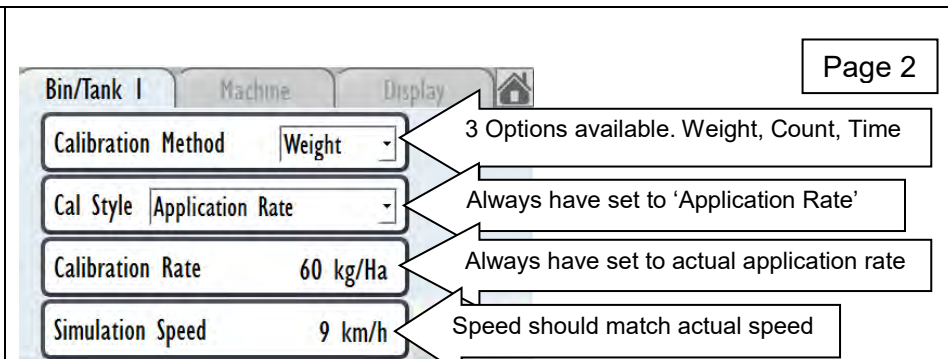 Page 2
Bin/Tank 1 Machine Display
Calibration Method Weight
3 Options available. Weight, Count, Time
Cal Style Application Rate
Always have set to ‘Application Rate’
Calibration Rate 60 kg/Ha
Always have set to actual application rate
Simulation Speed 9 km/h
Speed should match actual speed